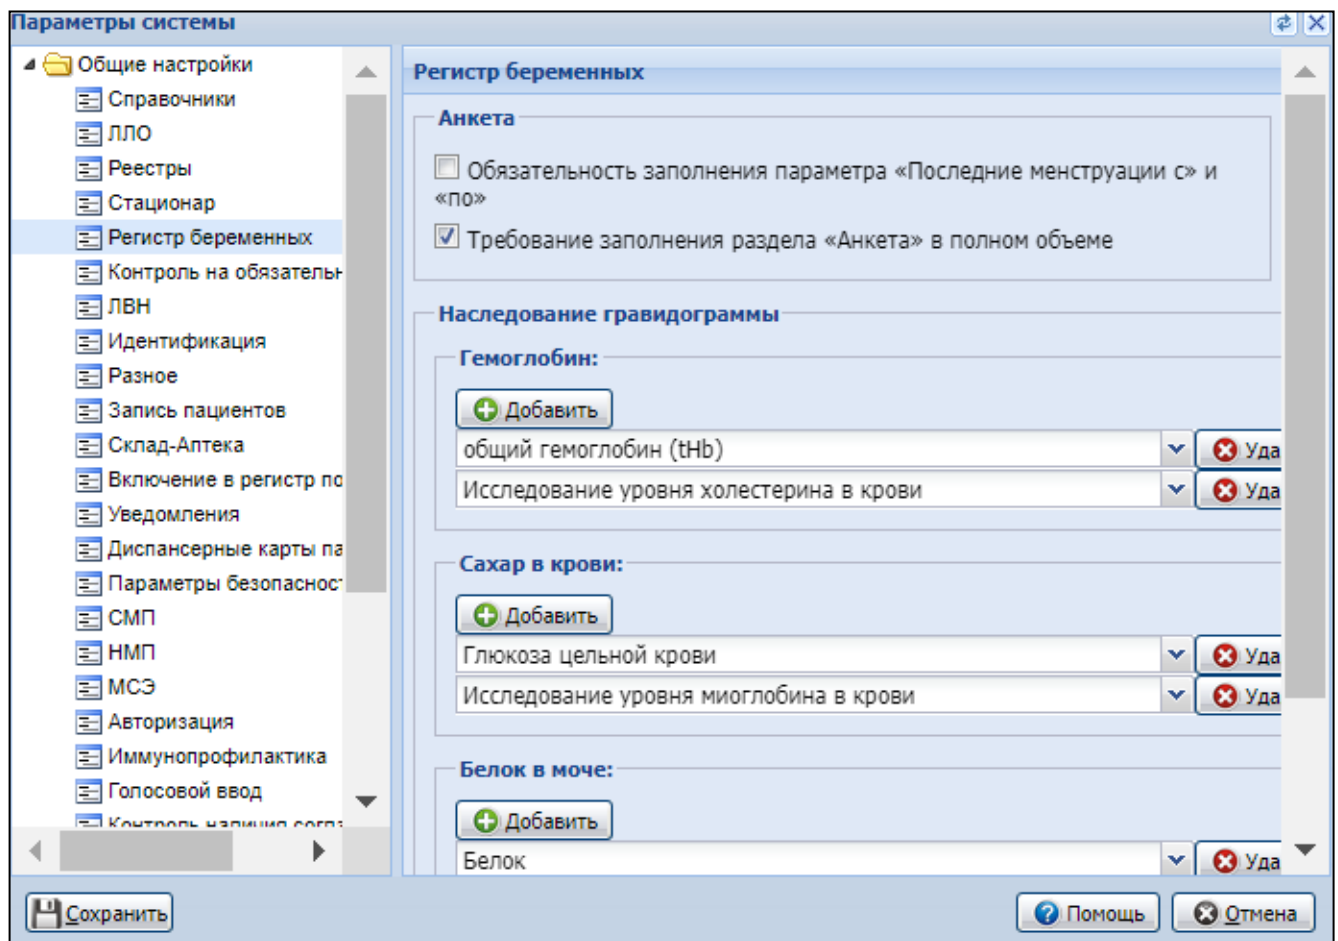 Параметры системы
Общие настройки
Справочники
ЛЛО
Реестры
Стационар
Регистр беременных
Контроль на обязательн
ЛВН
Идентификация
Разное
Запись пациентов
Склад-Аптека
Включение в регистр по
Уведомления
Диспансерные карты па
Параметры безопасност
СМП
НМП
МСЭ
Авторизация
Иммунопрофилактика
Голосовой ввод
Контроль наличия согла
Регистр беременных
Анкета
Обязательность заполнения параметра «Последние менструации с» и
«по»
Требование заполнения раздела «Анкета» в полном объеме
Наследование гравидограммы
Гемоглобин:
Добавить
общий гемоглобин (tHb) Уда
Исследование уровня холестерина в крови Уда
Сахар в крови:
Добавить
Глюкоза цельной крови Уда
Исследование уровня миоглобина в крови Уда
Белок в моче:
Добавить
Белок Уда
Сохранить Помощь Отмена